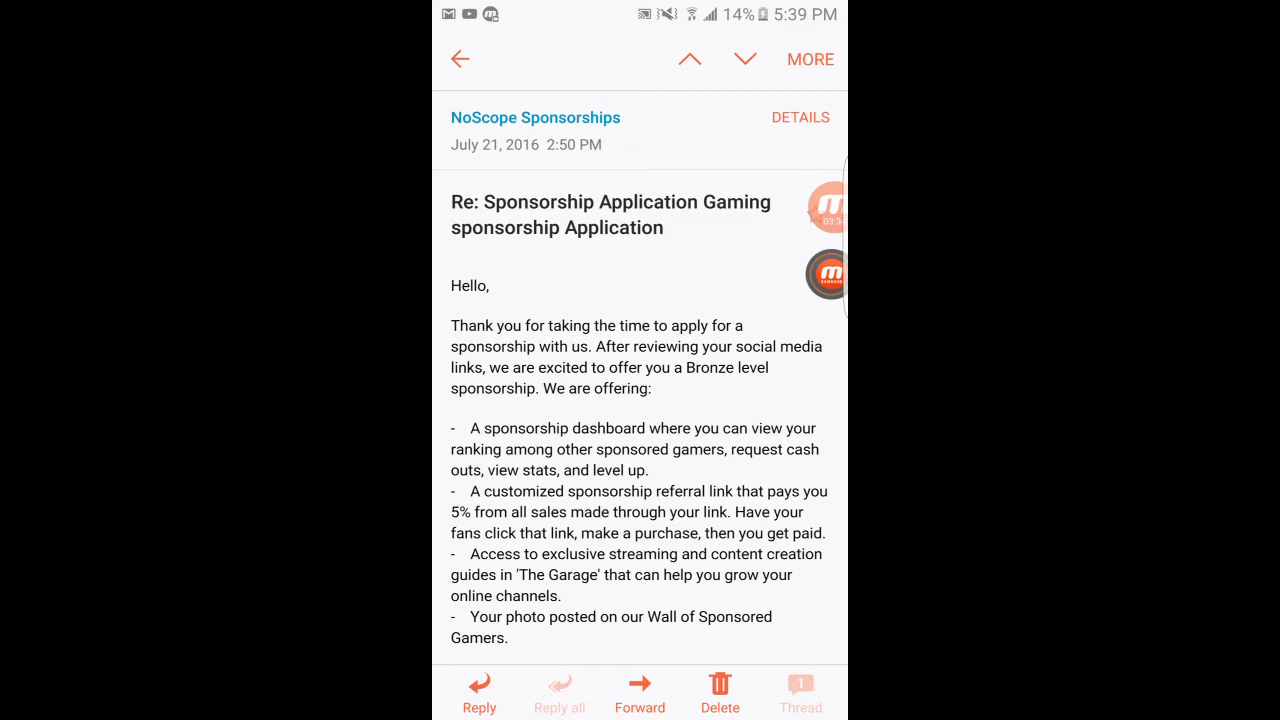 14% 5:39 PM
MORE
NoScope Sponsorships DETAILS
July 21, 2016 2:50 PM
Re: Sponsorship Application Gaming
sponsorship Application
Hello,
Thank you for taking the time to apply for a
sponsorship with us. After reviewing your social media
links, we are excited to offer you a Bronze level
sponsorship. We are offering:
- A sponsorship dashboard where you can view your
ranking among other sponsored gamers, request cash
outs, view stats, and level up.
- A customized sponsorship referral link that pays you
5% from all sales made through your link. Have your
fans click that link, make a purchase, then you get paid.
- Access to exclusive streaming and content creation
guides in 'The Garage' that can help you grow your
online channels.
- Your photo posted on our Wall of Sponsored
Gamers.
SAMSUNG
Reply Reply all Forward Delete 1 Thread